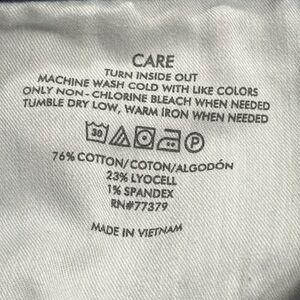 CARE
TURN INSIDE OUT
MACHINE WASH COLD WITH LIKE COLORS
ONLY NON - CHLORINE BLEACH WHEN NEEDED
TUMBLE DRY LOW, WARM IRON WHEN NEEDED
30 P
76% COTTON/COTON/ALGODÓN
23% LYOCELL
1% SPANDEX
RN#77379
MADE IN VIETNAM